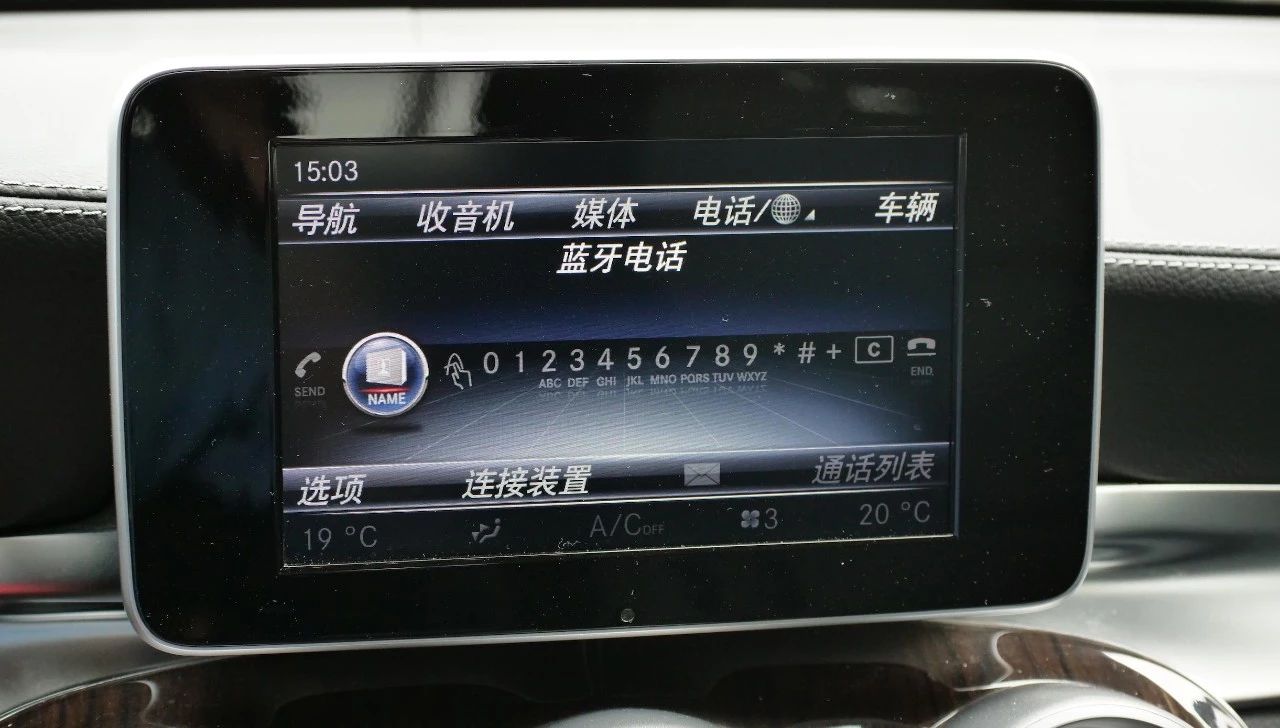 15:03
导航 收音机 媒体 电话/ 车辆
蓝牙电话
0 1 2 3 4 5 6 7 8 9 * # + C
SEND NAME ABC DEF GHI JKL MNO PQRS TUV WXYZ END
选项 连接装置 通话列表
19 °C A/C OFF 3 20 °C